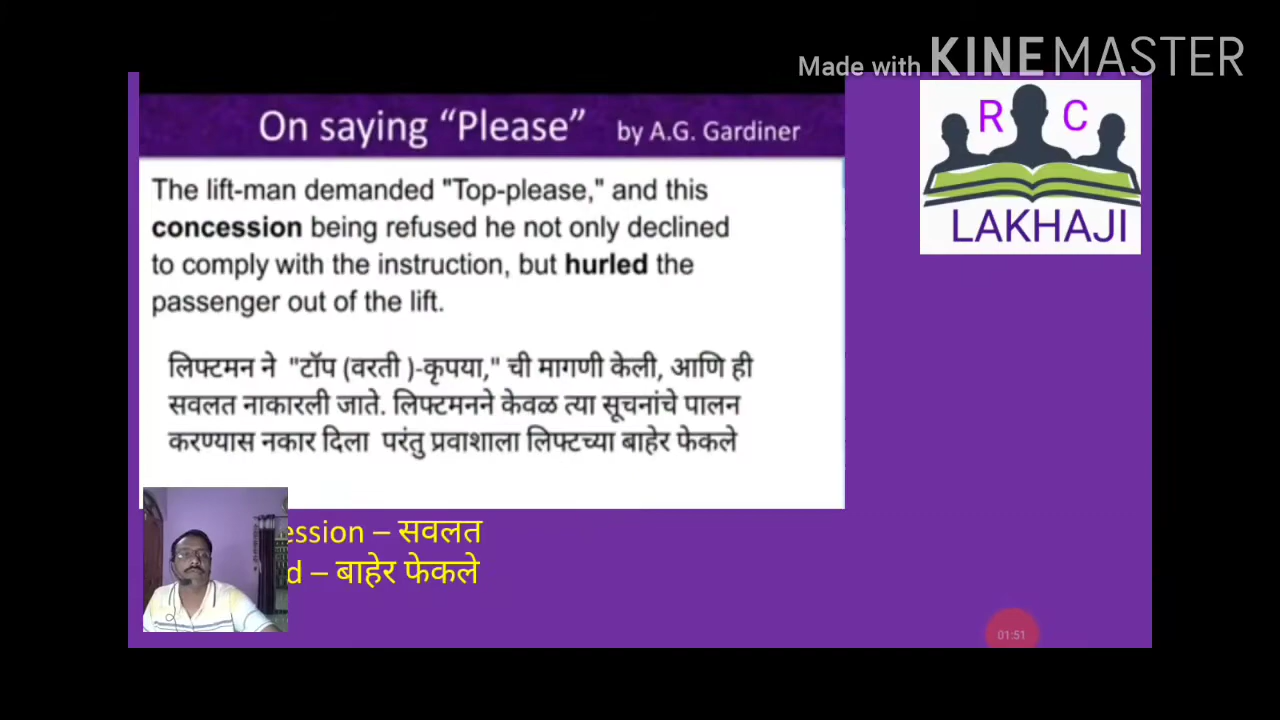 Made with KINEMASTER
On saying “Please” by A.G. Gardiner
R C
LAKHAJI
The lift-man demanded "Top-please," and this
concession being refused he not only declined
to comply with the instruction, but hurled the
passenger out of the lift.
लिफ्टमन ने "टॉप (वरती )-कृपया," ची मागणी केली, आणि ही
सवलत नाकारली जाते. लिफ्टमनने केवळ त्या सूचनांचे पालन
करण्यास नकार दिला परंतु प्रवाशाला लिफ्टच्या बाहेर फेकले
ession – सवलत
d – बाहेर फेकले
01:51